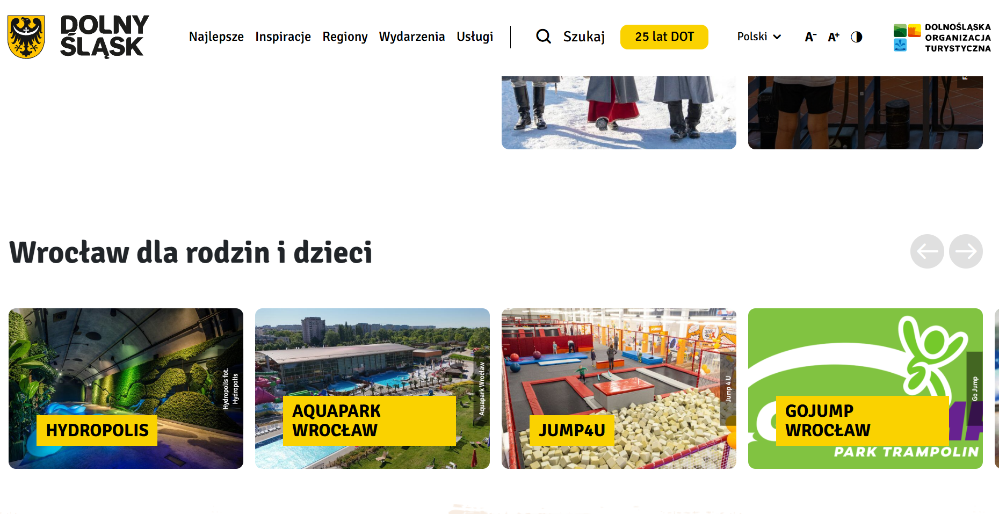 DOLNY
ŚLĄSK
Najlepsze
Inspiracje
Regiony
Wydarzenia
Usługi
Szukaj
25 lat DOT
Polski
A-
A+
DOLNOŚLĄSKA
ORGANIZACJA
TURYSTYCZNA
Wrocław dla rodzin i dzieci
Hydropolis fot.
Hydropolis
HYDROPOLIS
Aquapark Wrocław
AQUAPARK
WROCŁAW
Jump 4 U
JUMP4U
Go Jump
GOJUMP
WROCŁAW
PARK TRAMPOLIN